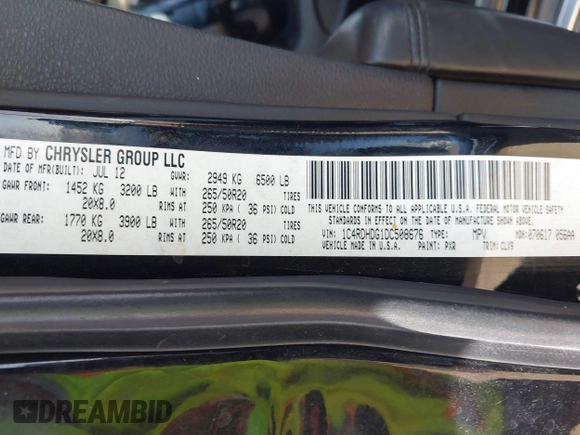 MFD BY CHRYSLER GROUP LLC
DATE OF MFR(BUILT): JUL 12 GVWR: 2949 KG 6500 LB
GAWR FRONT: 1452 KG 3200 LB WITH 265/50R20 TIRES
20X8.0 RIMS AT 250 KPA ( 36 PSI) COLD
GAWR REAR: 1770 KG 3900 LB WITH 265/50R20 TIRES
20X8.0 RIMS AT 250 KPA ( 36 PSI) COLD
THIS VEHICLE CONFORMS TO ALL APPLICABLE U.S.A. FEDERAL MOTOR VEHICLE SAFETY
STANDARDS IN EFFECT ON THE DATE OF MANUFACTURE SHOWN ABOVE.
MANUFACTURED IN U.S.A.
VIN: 1C4RDHDG1DC508676 TYPE: MPV MDH: 070617 056AA
PAINT: PXR TRIM: CLX9
DREAMBID